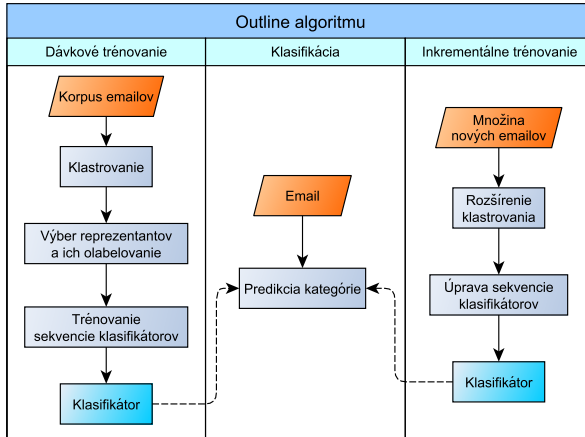 Outline algoritmu
Dávkové trénovanie
Klasifikácia
Inkrementálne trénovanie
Korpus emailov
Klastrovanie
Výber reprezentantov
a ich olabelovanie
Trénovanie
sekvencie klasifikátorov
Klasifikátor
Email
Predikcia kategórie
Množina
nových emailov
Rozšírenie
klastrovania
Úprava sekvencie
klasifikátorov
Klasifikátor